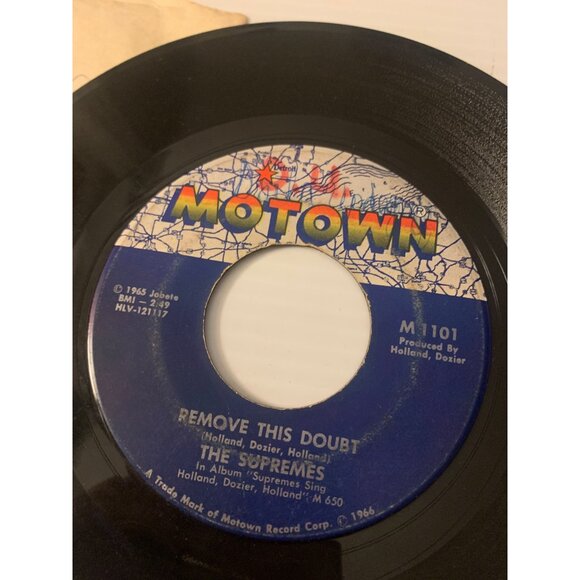 Detroit
MOTOWN®
© 1965 Jobete
BMI – 2:49
HLV-121117
M 1101
Produced By
Holland, Dozier
REMOVE THIS DOUBT
(Holland, Dozier, Holland)
THE SUPREMES
In Album "Supremes Sing
Holland, Dozier, Holland" M 650
A Trade Mark of Motown Record Corp. © 1966